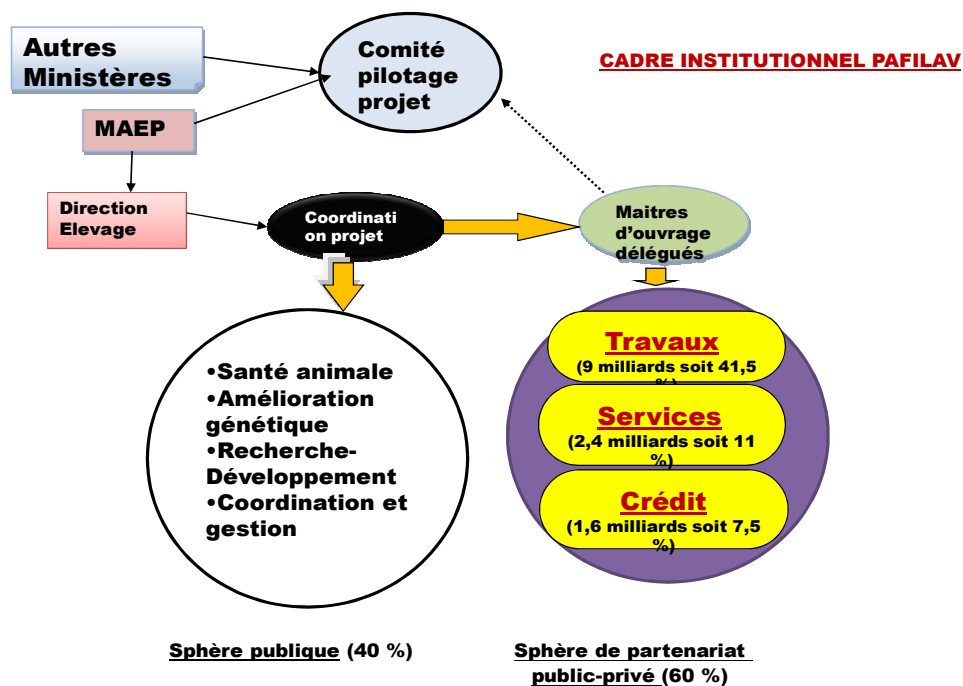 Autres
Ministères
Comité
pilotage
projet
CADRE INSTITUTIONNEL PAFILAV
MAEP
Direction
Elevage
Coordinati
on projet
Maitres
d'ouvrage
délégués
•Santé animale
•Amélioration
génétique
•Recherche-
Développement
•Coordination et
gestion
Travaux
(9 milliards soit 41,5
%)
Services
(2,4 milliards soit 11
%)
Crédit
(1,6 milliards soit 7,5
%)
Sphère publique (40 %)
Sphère de partenariat
public-privé (60 %)